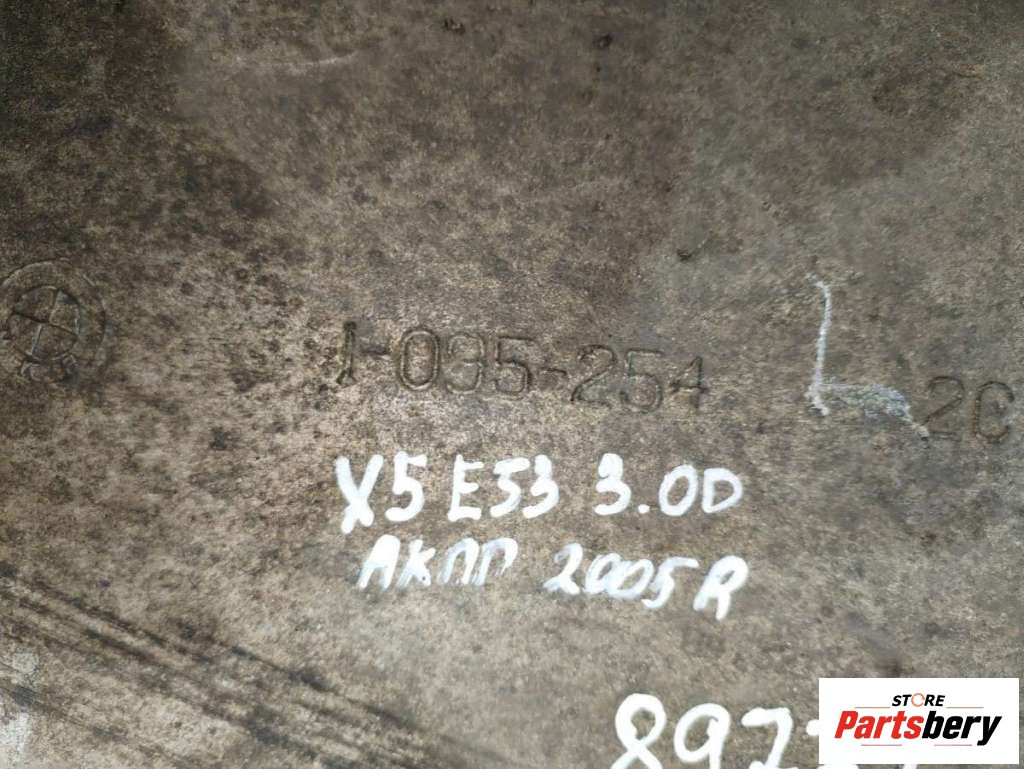 1-035-254 2C
X5 E53 3.0D
АКПП 2005R
STORE
Partsbery